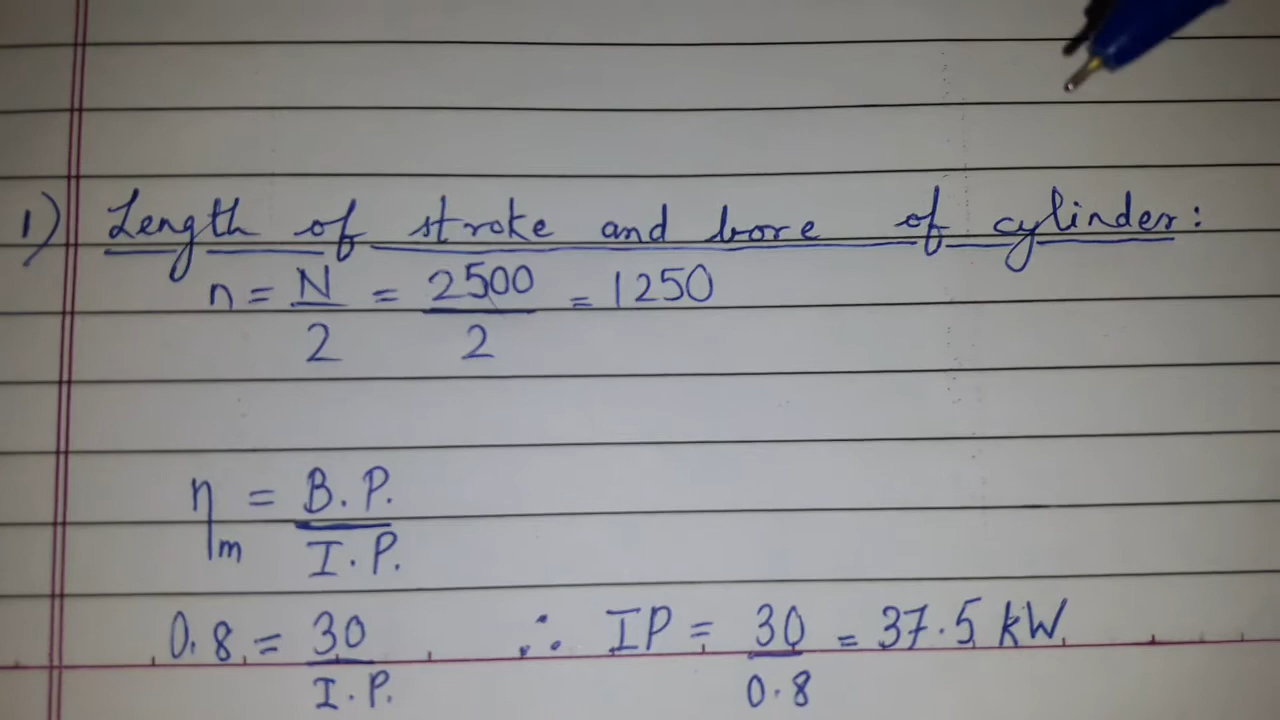 1) Length of stroke and bore of cylinder:
n = N/2 = 2500/2 = 1250
η_m = B.P./I.P.
0.8 = 30/I.P. ∴ IP = 30/0.8 = 37.5 kW